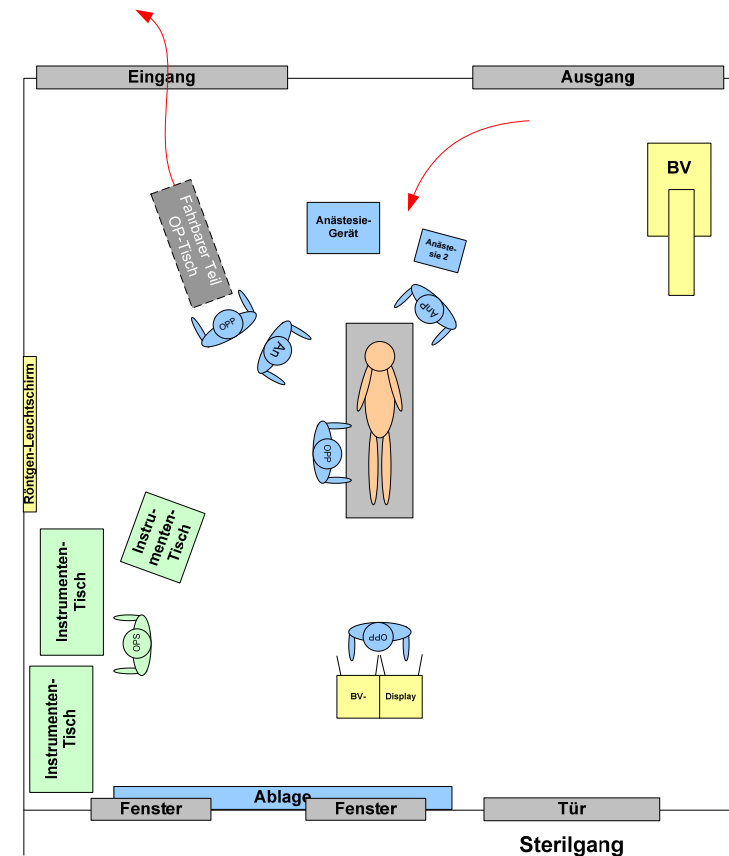 Eingang
Ausgang
BV
Fahrbarer Teil
OP-Tisch
Anästesie-
Gerät
Anäste-
sie 2
AnP
OPP
An
OPP
Röntgen-Leuchtschirm
Instru-
menten-
Tisch
Instrumenten-
Tisch
OPS
OPP
Instrumenten-
Tisch
BV-
Display
Ablage
Fenster
Fenster
Tür
Sterilgang